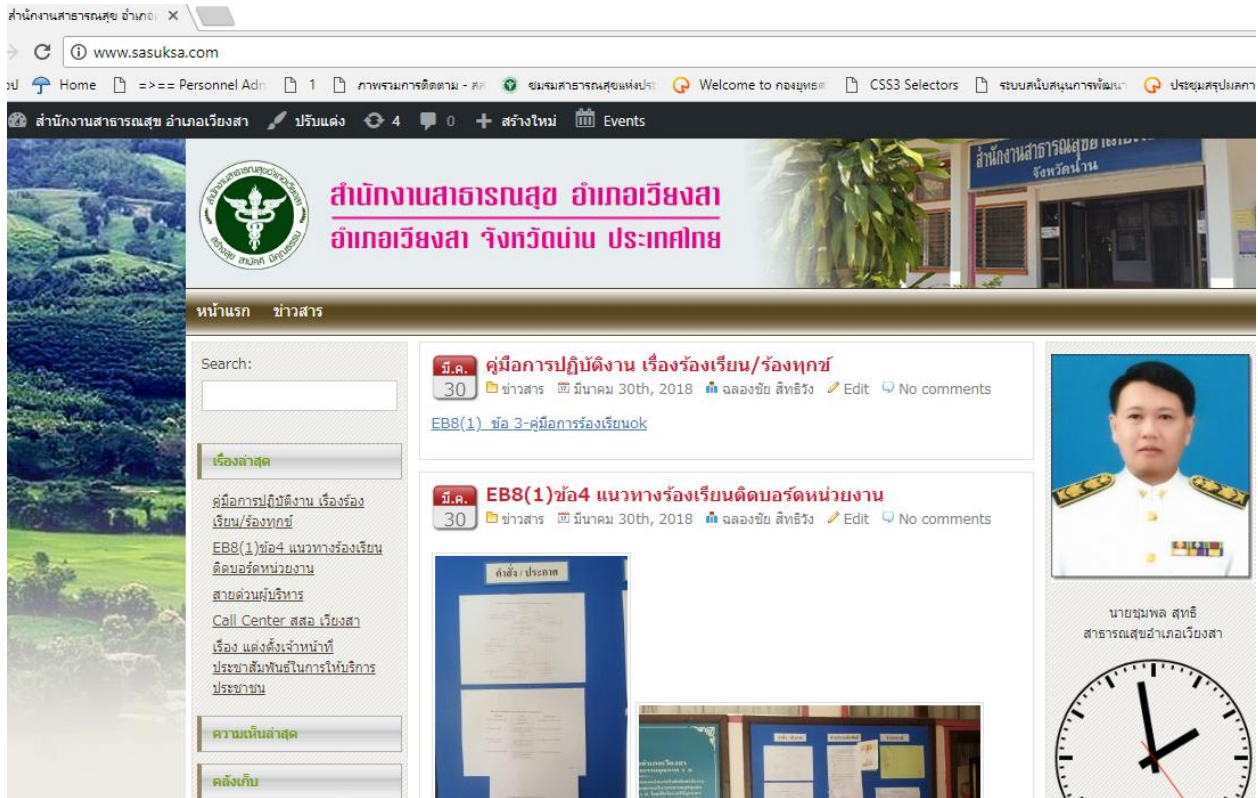 สำนักงานสาธารณสุข อำเภอ
www.sasuksa.com
Home =>== Personnel Adm 1 ภาพรวมการติดตาม - สส ชมรมสาธารณสุขแห่งประ Welcome to กองยุทธศ CSS3 Selectors ระบบสนับสนุนการพัฒนา ประชุมสรุปผลกา
สำนักงานสาธารณสุข อำเภอเวียงสา ปรับแต่ง 4 0 + สร้างใหม่ Events
สำนักงานสาธารณสุข อำเภอเวียงสา
อำเภอเวียงสา จังหวัดน่าน ประเทศไทย
สำนักงานสาธารณสุขอำเภอเวียง
จังหวัดน่าน
หน้าแรก ข่าวสาร
Search:
เรื่องล่าสุด
คู่มือการปฏิบัติงาน เรื่องร้อง
เรียน/ร้องทุกข์
EB8(1)ข้อ4 แนวทางร้องเรียน
ติดบอร์ดหน่วยงาน
สายด่วนผู้บริหาร
Call Center สสอ เวียงสา
เรื่อง แต่งตั้งเจ้าหน้าที่
ประชาสัมพันธ์ในการให้บริการ
ประชาชน
ความเห็นล่าสุด
คลังเก็บ
มี.ค. 30 คู่มือการปฏิบัติงาน เรื่องร้องเรียน/ร้องทุกข์
ข่าวสาร มีนาคม 30th, 2018 ฉลองชัย สิทธิวัง Edit No comments
EB8(1)_ข้อ 3-คู่มือการร้องเรียนok
มี.ค. 30 EB8(1)ข้อ4 แนวทางร้องเรียนติดบอร์ดหน่วยงาน
ข่าวสาร มีนาคม 30th, 2018 ฉลองชัย สิทธิวัง Edit No comments
คำสั่ง / ประกาศ
นายชุมพล สุทธิ
สาธารณสุขอำเภอเวียงสา